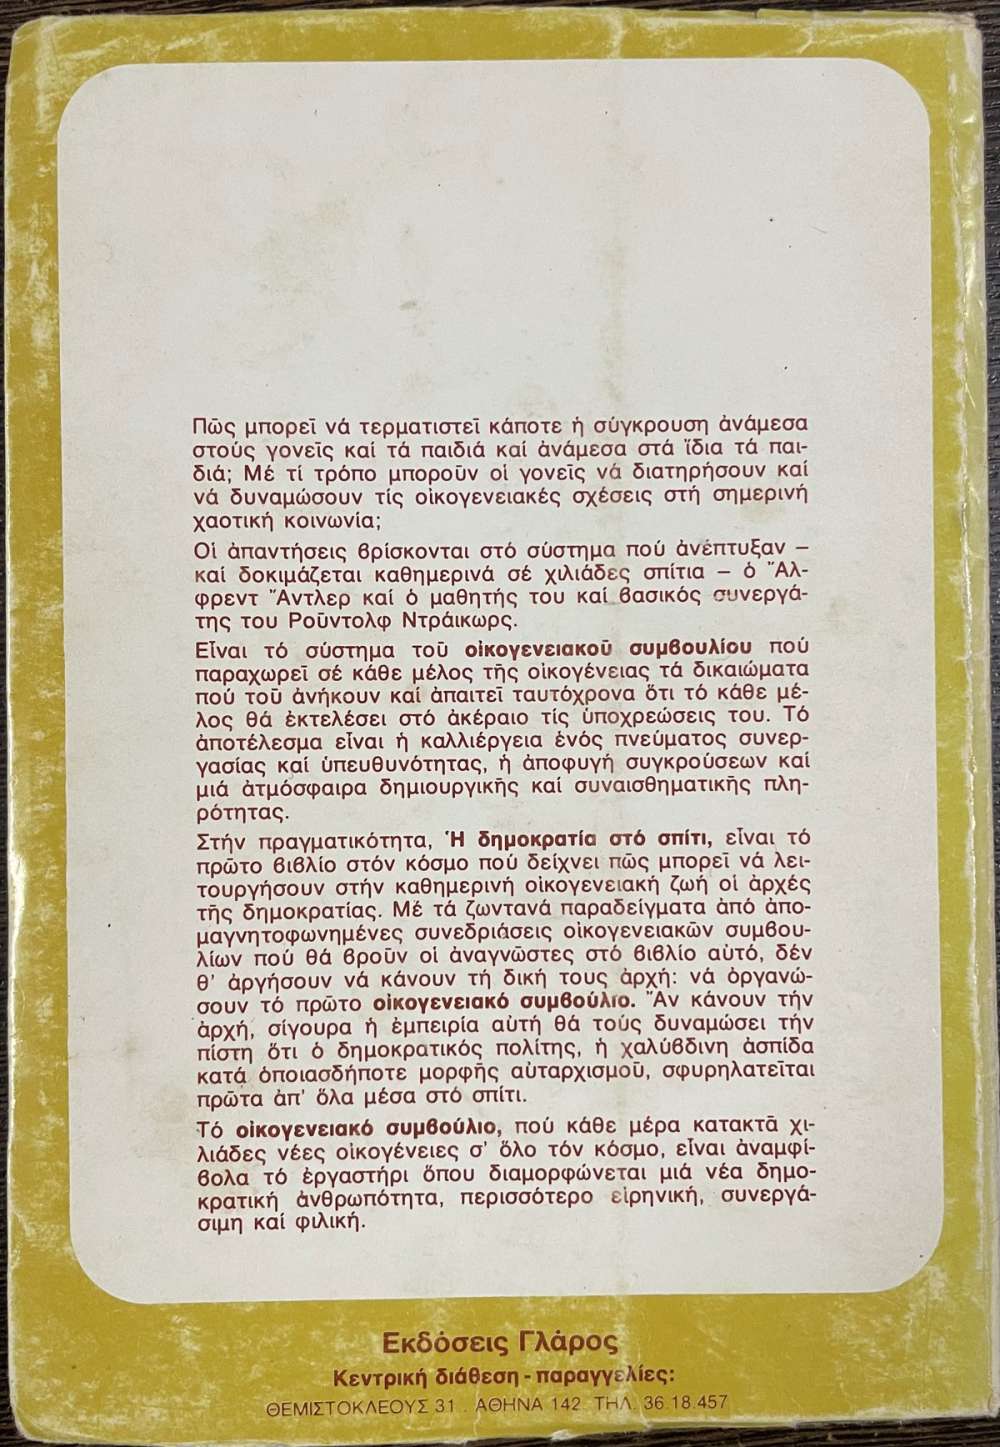 Πῶς μπορεῖ νά τερματιστεῖ κάποτε ἡ σύγκρουση ἀνάμεσα
στούς γονεῖς καί τά παιδιά καί ἀνάμεσα στά ἴδια τά παι-
διά; Μέ τί τρόπο μποροῦν οἱ γονεῖς νά διατηρήσουν καί
νά δυναμώσουν τίς οἰκογενειακές σχέσεις στή σημερινή
χαοτική κοινωνία;
Οἱ ἀπαντήσεις βρίσκονται στό σύστημα πού ἀνέπτυξαν –
καί δοκιμάζεται καθημερινά σέ χιλιάδες σπίτια – ὁ Ἄλ-
φρεντ Ἄντλερ καί ὁ μαθητής του καί βασικός συνεργά-
της του Ροῦντολφ Ντράικωρς.
Εἶναι τό σύστημα τοῦ οἰκογενειακοῦ συμβουλίου πού
παραχωρεῖ σέ κάθε μέλος τῆς οἰκογένειας τά δικαιώματα
πού τοῦ ἀνήκουν καί ἀπαιτεῖ ταυτόχρονα ὅτι τό κάθε μέ-
λος θά ἐκτελέσει στό ἀκέραιο τίς ὑποχρεώσεις του. Τό
ἀποτέλεσμα εἶναι ἡ καλλιέργεια ἑνός πνεύματος συνερ-
γασίας καί ὑπευθυνότητας, ἡ ἀποφυγή συγκρούσεων καί
μιά ἀτμόσφαιρα δημιουργικῆς καί συναισθηματικῆς πλη-
ρότητας.
Στήν πραγματικότητα, Ἡ δημοκρατία στό σπίτι, εἶναι τό
πρῶτο βιβλίο στόν κόσμο πού δείχνει πῶς μπορεῖ νά λει-
τουργήσουν στήν καθημερινή οἰκογενειακή ζωή οἱ ἀρχές
τῆς δημοκρατίας. Μέ τά ζωντανά παραδείγματα ἀπό ἀπο-
μαγνητοφωνημένες συνεδριάσεις οἰκογενειακῶν συμβου-
λίων πού θά βροῦν οἱ ἀναγνῶστες στό βιβλίο αὐτό, δέν
θ' ἀργήσουν νά κάνουν τή δική τους ἀρχή: νά ὀργανώ-
σουν τό πρῶτο οἰκογενειακό συμβούλιο. Ἄν κάνουν τήν
ἀρχή, σίγουρα ἡ ἐμπειρία αὐτή θά τούς δυναμώσει τήν
πίστη ὅτι ὁ δημοκρατικός πολίτης, ἡ χαλύβδινη ἀσπίδα
κατά ὁποιασδήποτε μορφῆς αὐταρχισμοῦ, σφυρηλατεῖται
πρῶτα ἀπ' ὅλα μέσα στό σπίτι.
Τό οἰκογενειακό συμβούλιο, πού κάθε μέρα κατακτᾶ χι-
λιάδες νέες οἰκογένειες σ' ὅλο τόν κόσμο, εἶναι ἀναμφί-
βολα τό ἐργαστήρι ὅπου διαμορφώνεται μιά νέα δημο-
κρατική ἀνθρωπότητα, περισσότερο εἰρηνική, συνεργά-
σιμη καί φιλική.
Ἐκδόσεις Γλάρος
Κεντρική διάθεση - παραγγελίες:
ΘΕΜΙΣΤΟΚΛΕΟΥΣ 31 . ΑΘΗΝΑ 142 ΤΗΛ. 36.18.457